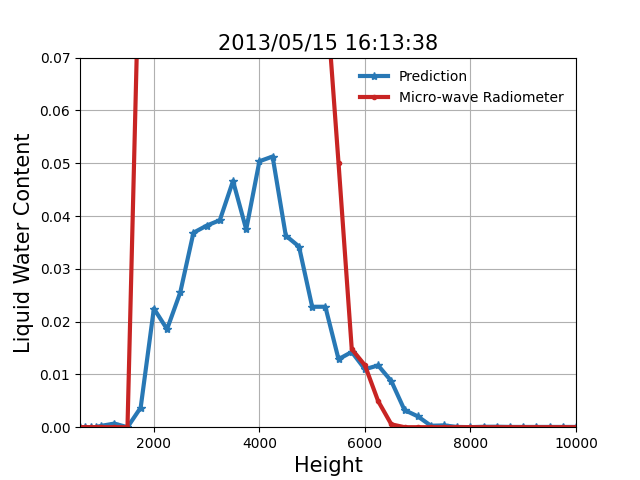 2013/05/15 16:13:38
Prediction
Micro-wave Radiometer
Liquid Water Content
0.07
0.06
0.05
0.04
0.03
0.02
0.01
0.00
2000 4000 6000 8000 10000
Height